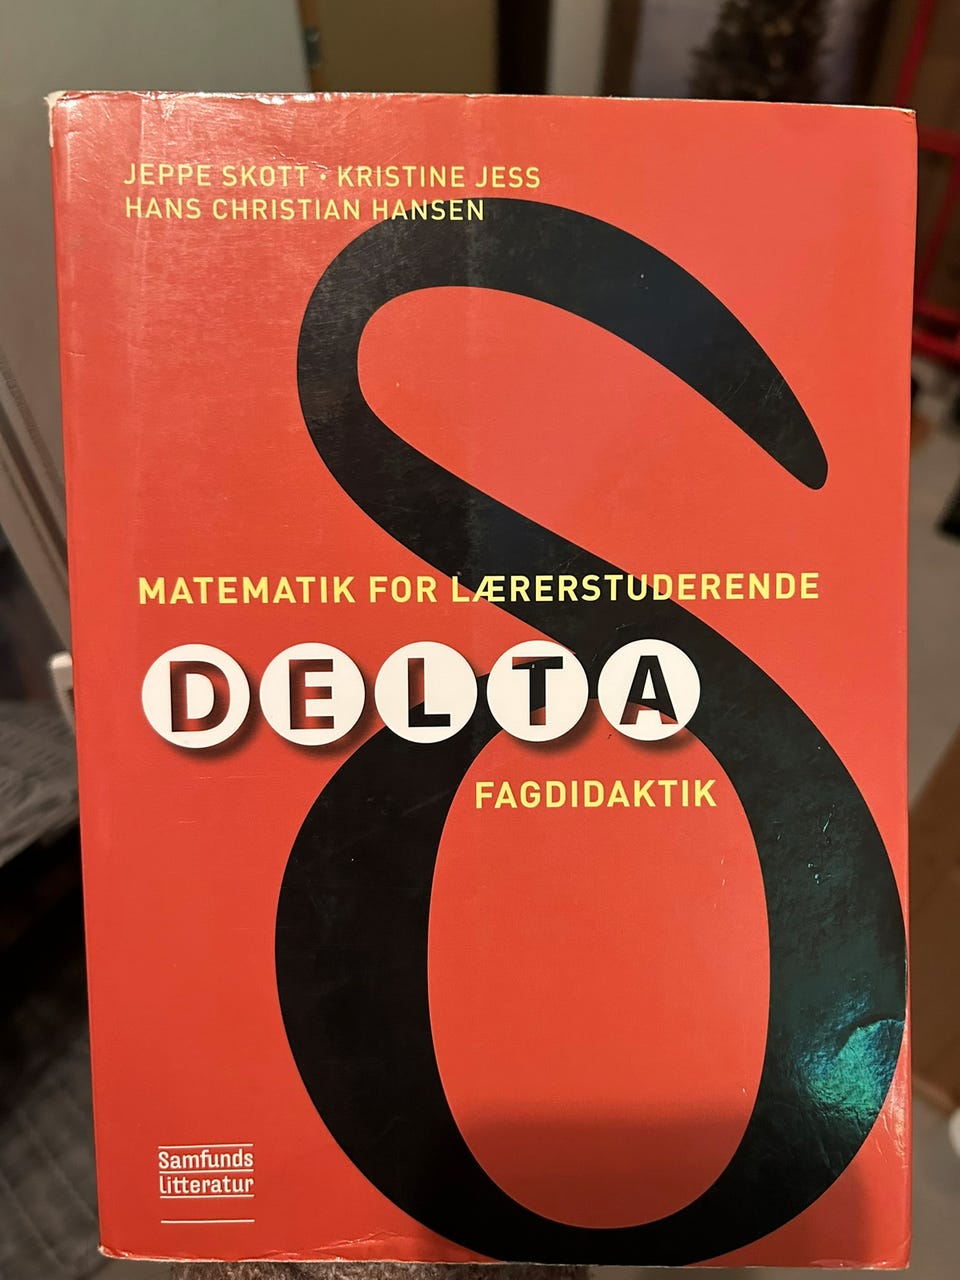 JEPPE SKOTT · KRISTINE JESS
HANS CHRISTIAN HANSEN
MATEMATIK FOR LÆRERSTUDERENDE
DELTA
FAGDIDAKTIK
Samfunds
litteratur